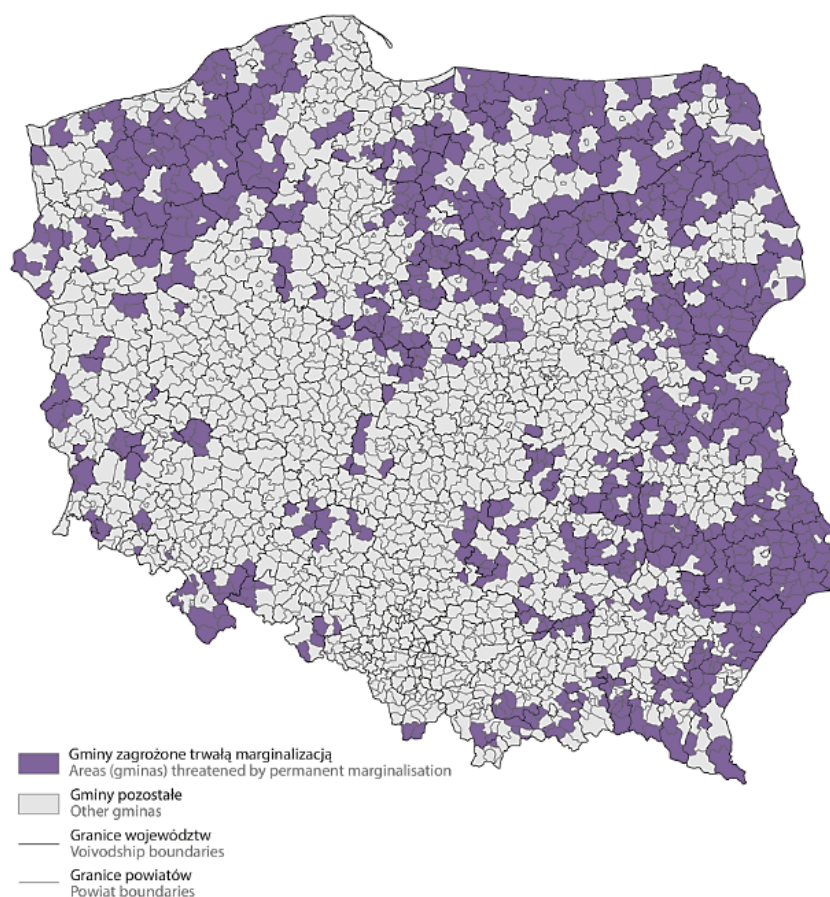 Gminy zagrożone trwałą marginalizacją
Areas (gminas) threatened by permanent marginalisation
Gminy pozostałe
Other gminas
Granice województw
Voivodship boundaries
Granice powiatów
Powiat boundaries